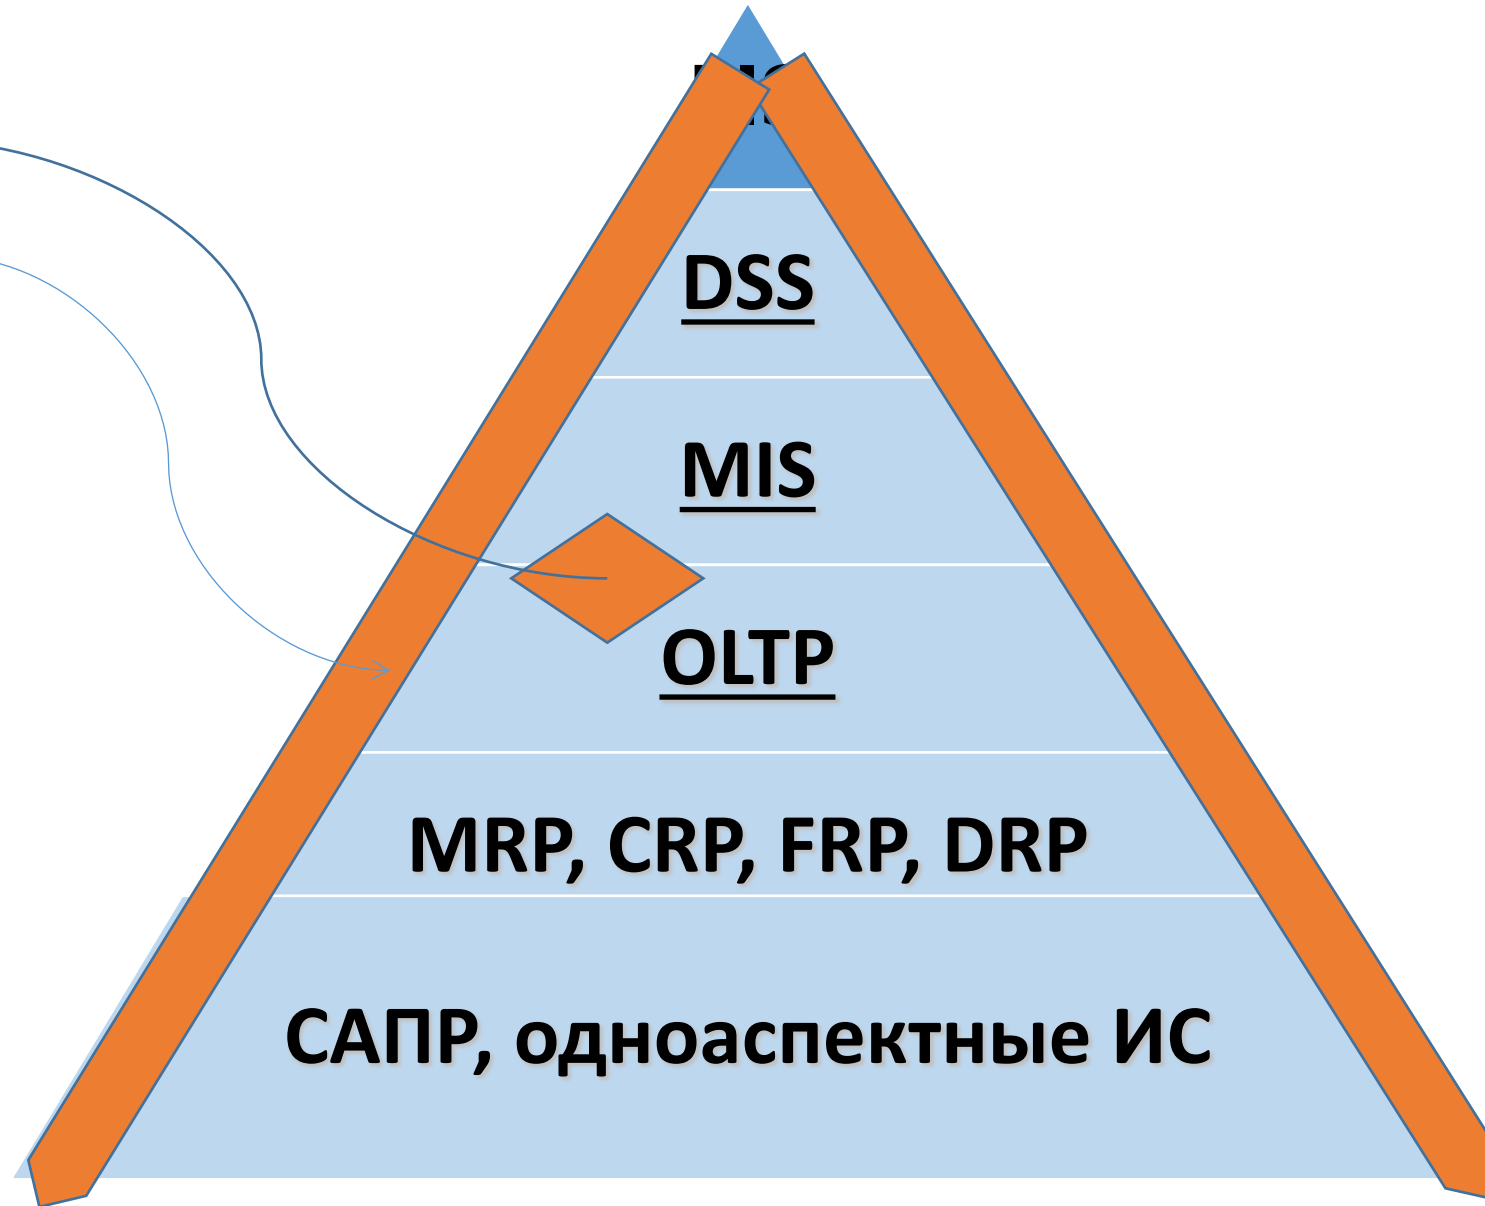 DSS
MIS
OLTP
MRP, CRP, FRP, DRP
САПР, одноаспектные ИС